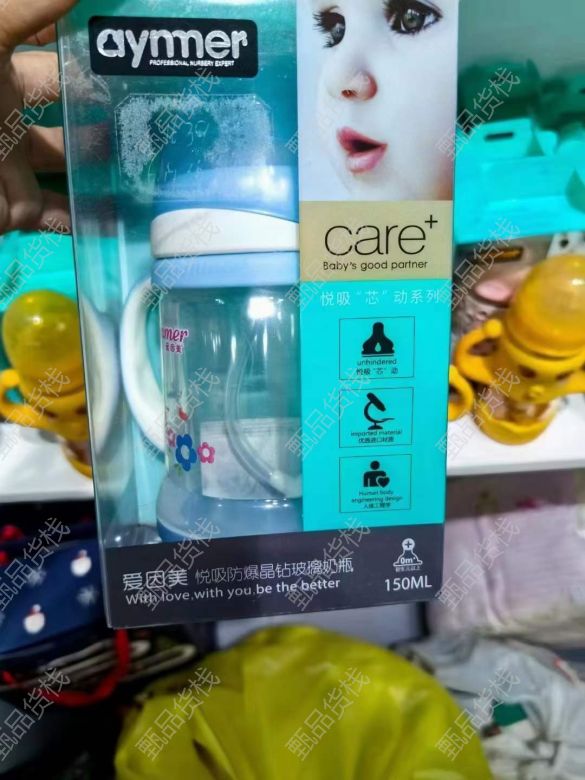 aynmer
PROFESSIONAL NURSERY EXPERT
care+
Baby's good partner
悦吸“芯”动系列
unhindered
悦吸“芯”动
imported material
优质进口材质
Human body
engineering design
人体工程学
0m+
150ML
爱因美 悦吸防爆晶钻玻璃奶瓶
With love,with you,be the better
甄品货栈